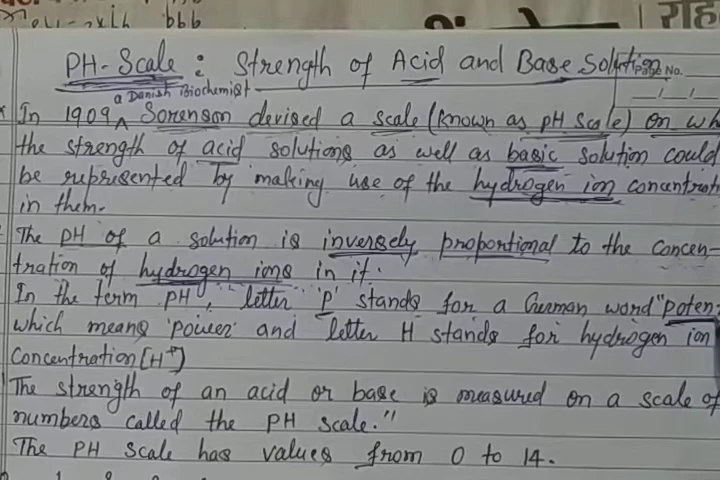 bbb
राह
PH-Scale: Strength of Acid and Base Solution
Page No.
a Danish Biochemist
In 1909 ^ Sorenson devised a scale (known as pH Scale) on wh
the strength of acid solutions as well as basic solution could
be represented by making use of the hydrogen ion concentrat
in them.
The PH of a solution is inversely proportional to the concen-
tration of hydrogen ions in it.
In the term PH, letter 'P' stands for a German word "poten
which means 'power' and letter H stands for hydrogen ion
Concentration [H+)
The strength of an acid or base is measured on a scale of
numbers called the PH scale."
The PH Scale has values from 0 to 14.